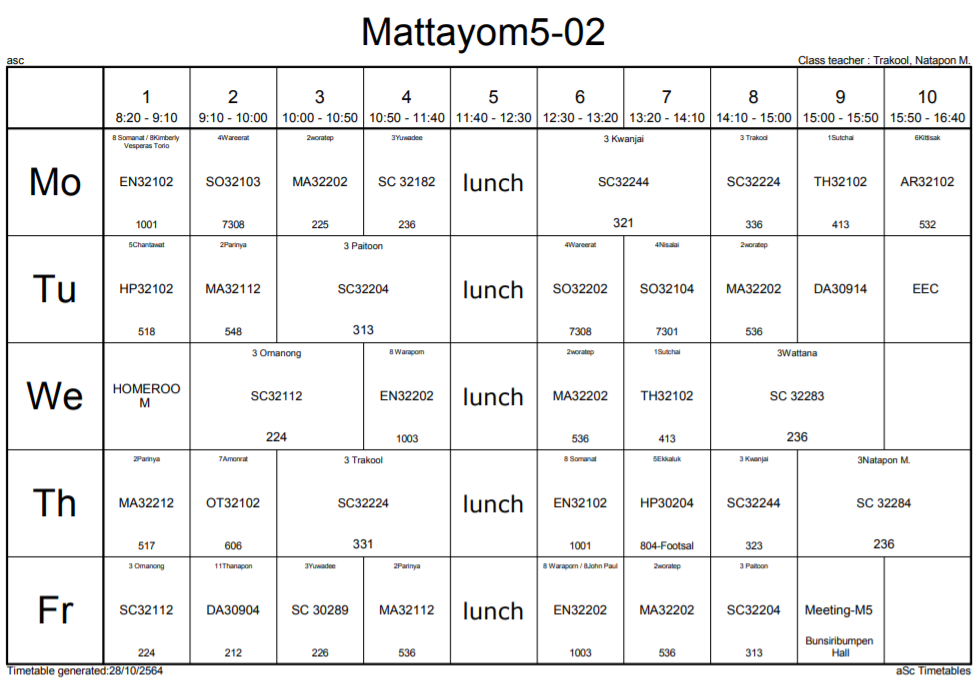 Mattayom5-02
asc
Class teacher : Trakool, Natapon M.
1 2 3 4 5 6 7 8 9 10
8:20 - 9:10 9:10 - 10:00 10:00 - 10:50 10:50 - 11:40 11:40 - 12:30 12:30 - 13:20 13:20 - 14:10 14:10 - 15:00 15:00 - 15:50 15:50 - 16:40
Mo
8 Somanat / 8Kimberly
Vesperas Torio
4Wareerat 2woratep 3Yuwadee 3 Kwanjai 3 Trakool 1Sutchai 6Kittisak
EN32102 SO32103 MA32202 SC 32182 lunch SC32244 SC32224 TH32102 AR32102
1001 7308 225 236 321 336 413 532
Tu
5Chantawat 2Parinya 3 Paitoon 4Wareerat 4Nisalai 2woratep
HP32102 MA32112 SC32204 lunch SO32202 SO32104 MA32202 DA30914 EEC
518 548 313 7308 7301 536
We
3 Ornanong 8 Waraporn 2woratep 1Sutchai 3Wattana
HOMEROO
M
SC32112 EN32202 lunch MA32202 TH32102 SC 32283
224 1003 536 413 236
Th
2Parinya 7Amonrat 3 Trakool 8 Somanat 5Ekkaluk 3 Kwanjai 3Natapon M.
MA32212 OT32102 SC32224 lunch EN32102 HP30204 SC32244 SC 32284
517 606 331 1001 804-Footsal 323 236
Fr
3 Ornanong 11Thanapon 3Yuwadee 2Parinya 8 Waraporn / 8John Paul 2woratep 3 Paitoon
SC32112 DA30904 SC 30289 MA32112 lunch EN32202 MA32202 SC32204 Meeting-M5
224 212 226 536 1003 536 313 Bunsiribumpen
Hall
Timetable generated:28/10/2564
aSc Timetables